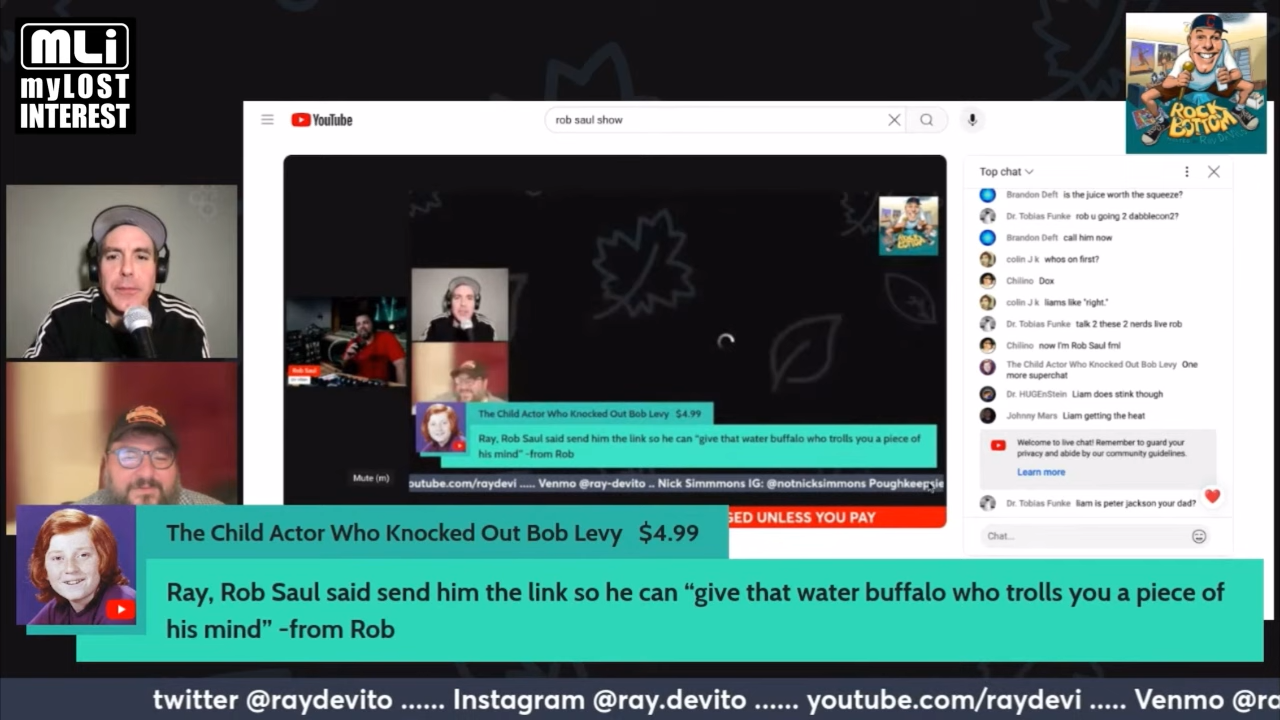 MLi
myLOST
INTEREST
YouTube
rob saul show
ROCK
BOTTOM
Top chat
Brandon Deft is the juice worth the squeeze?
Dr. Tobias Funke rob u going 2 dabblecon2?
Brandon Deft call him now
colin J k whos on first?
Chilino Dox
colin J k liams like "right."
Dr. Tobias Funke talk 2 these 2 nerds live rob
Chilino now I'm Rob Saul fml
The Child Actor Who Knocked Out Bob Levy One
more superchat
Dr. HUGEnStein Liam does stink though
Johnny Mars Liam getting the heat
Welcome to live chat! Remember to guard your
privacy and abide by our community guidelines.
Learn more
Dr. Tobias Funke liam is peter jackson your dad?
Chat...
Rob Saul
The Child Actor Who Knocked Out Bob Levy $4.99
Ray, Rob Saul said send him the link so he can "give that water buffalo who trolls you a piece of
his mind" -from Rob
Mute (m)
outube.com/raydevi ..... Venmo @ray-devito .. Nick Simmmons IG: @notnicksimmons Poughkeepsie
GED UNLESS YOU PAY
The Child Actor Who Knocked Out Bob Levy $4.99
Ray, Rob Saul said send him the link so he can “give that water buffalo who trolls you a piece of
his mind” -from Rob
twitter @raydevito ...... Instagram @ray.devito ...... youtube.com/raydevi ..... Venmo @ra